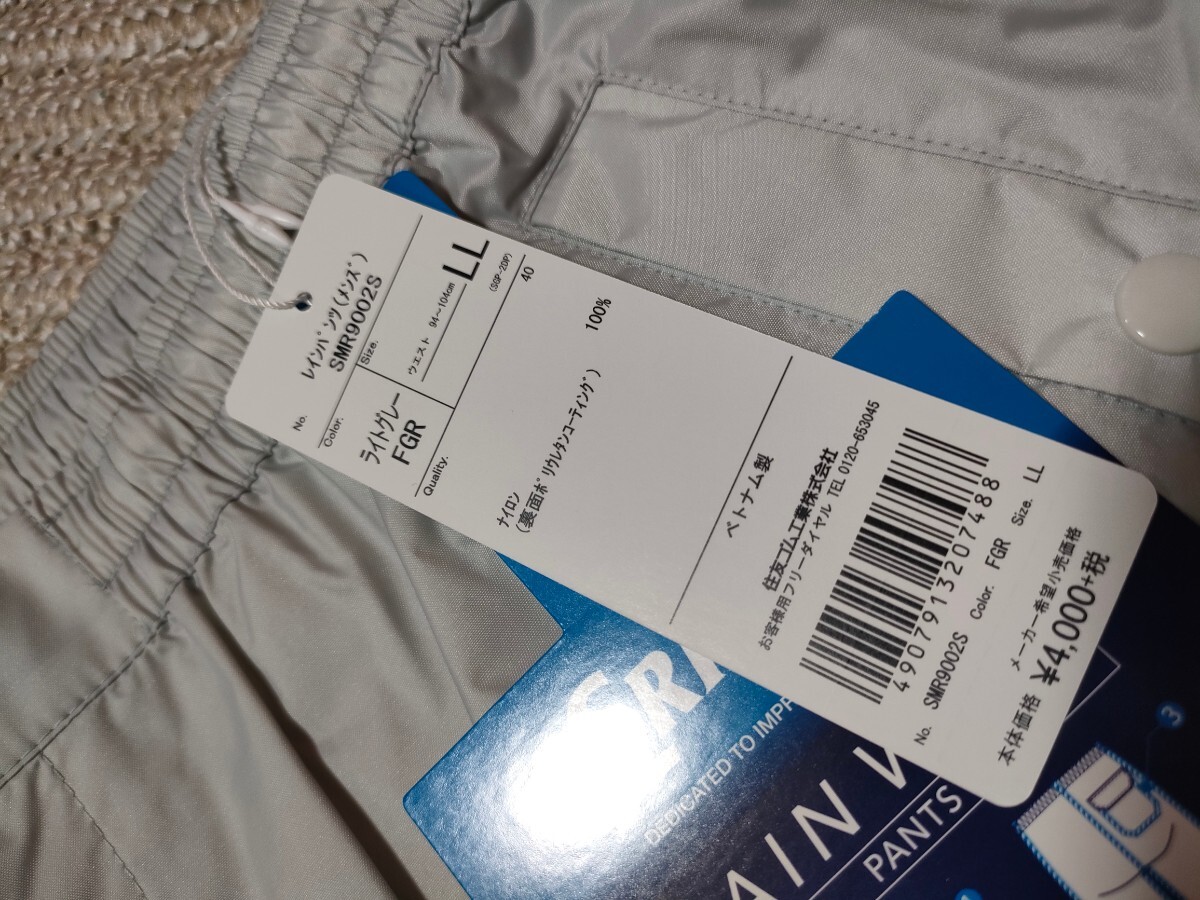 レインパンツ(メンズ)
No. SMR9002S
Color. ライトグレー
FGR
Size. ウエスト 94〜104cm LL
(SGP-2DP)
40
Quality.
ナイロン 100%
(裏面ポリウレタンコーティング)
ベトナム製
住友ゴム工業株式会社
お客様用フリーダイヤル TEL 0120-653045
4907913207488
No. SMR9002S Color. FGR Size. LL
メーカー希望小売価格
本体価格 ¥4,000+税
DEDICATED TO
PANTS
3